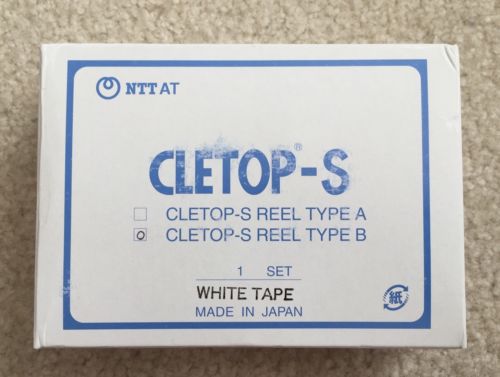 NTT AT
CLETOP®-S
CLETOP-S REEL TYPE A
CLETOP-S REEL TYPE B
1 SET
WHITE TAPE
MADE IN JAPAN
紙